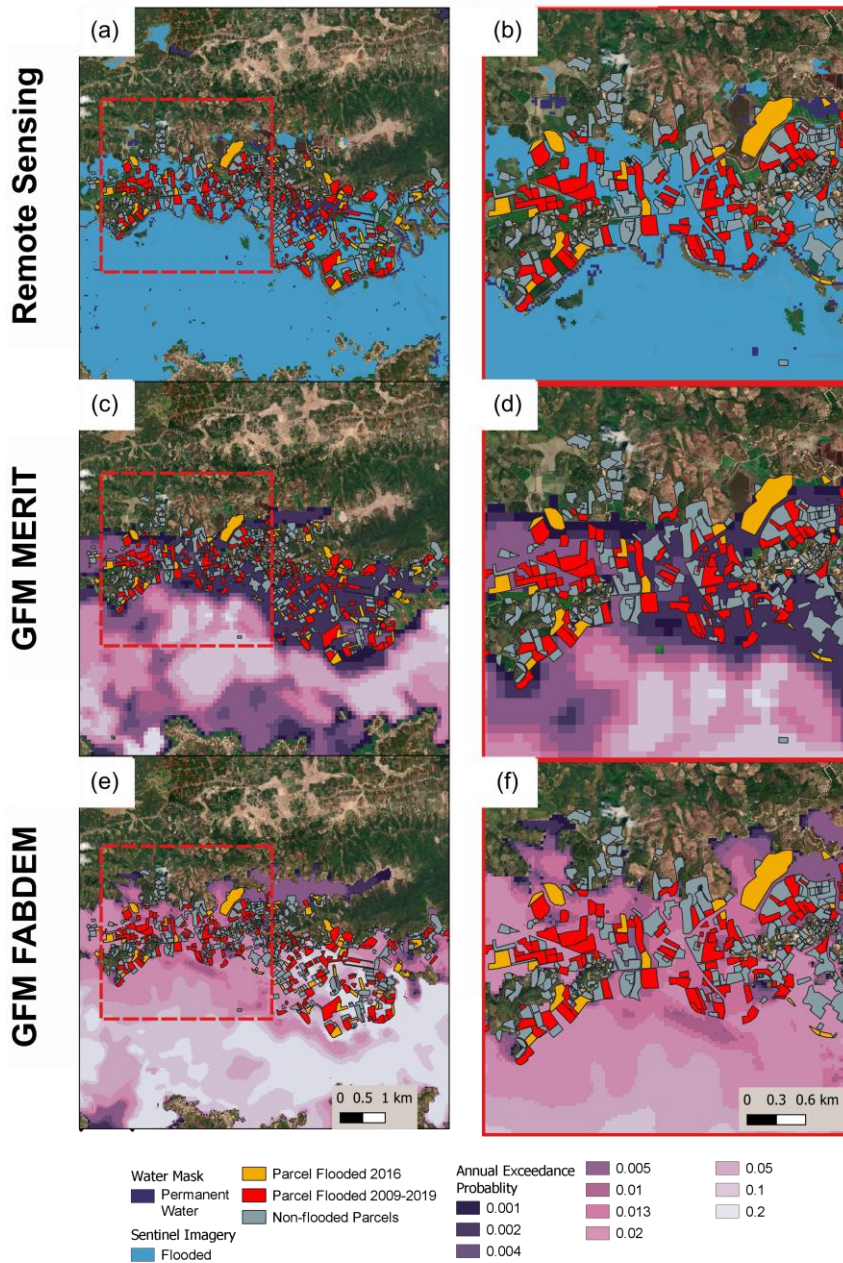 Remote Sensing
(a)
(b)
GFM MERIT
(c)
(d)
GFM FABDEM
(e)
(f)
0 0.5 1 km
0 0.3 0.6 km
Water Mask
Permanent
Water
Sentinel Imagery
Flooded
Parcel Flooded 2016
Parcel Flooded 2009-2019
Non-flooded Parcels
Annual Exceedance
Probablity
0.001
0.002
0.004
0.005
0.01
0.013
0.02
0.05
0.1
0.2